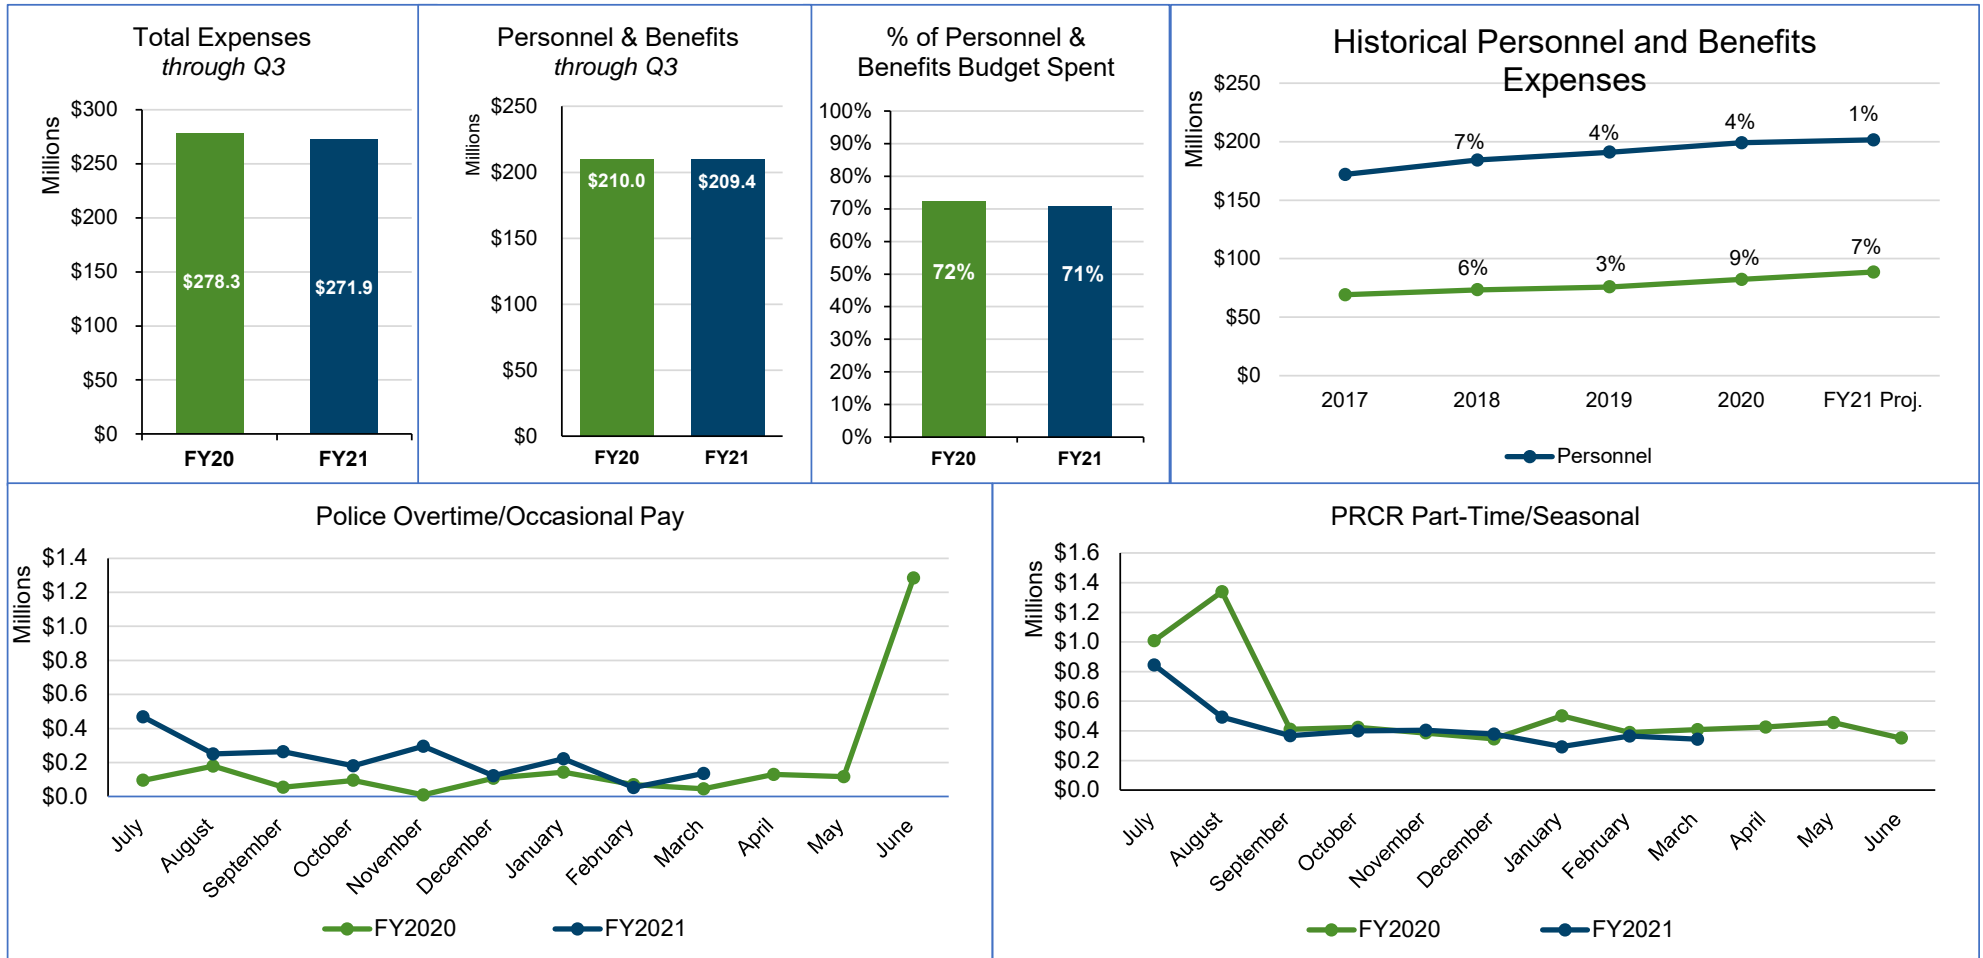 Total Expenses
through Q3
Millions
$300
$250
$200
$150
$100
$50
$0
$278.3
$271.9
FY20
FY21
Personnel & Benefits
through Q3
Millions
$250
$200
$150
$100
$50
$0
$210.0
$209.4
FY20
FY21
% of Personnel &
Benefits Budget Spent
100%
90%
80%
70%
60%
50%
40%
30%
20%
10%
0%
72%
71%
FY20
FY21
Historical Personnel and Benefits
Expenses
Millions
$250
$200
$150
$100
$50
$0
7%
4%
4%
1%
6%
3%
9%
7%
2017
2018
2019
2020
FY21 Proj.
Personnel
Police Overtime/Occasional Pay
Millions
$1.4
$1.2
$1.0
$0.8
$0.6
$0.4
$0.2
$0.0
July
August
September
October
November
December
January
February
March
April
May
June
FY2020
FY2021
PRCR Part-Time/Seasonal
Millions
$1.6
$1.4
$1.2
$1.0
$0.8
$0.6
$0.4
$0.2
$0.0
July
August
September
October
November
December
January
February
March
April
May
June
FY2020
FY2021